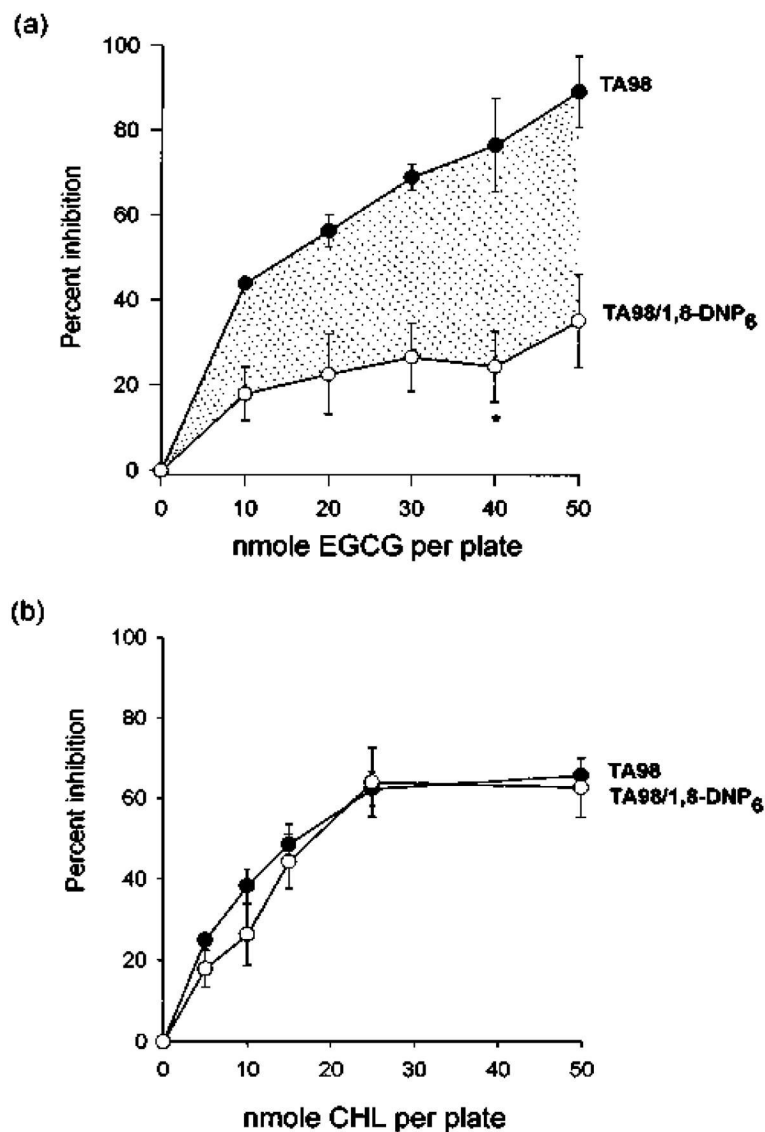 (a)
100
80
60
40
20
0
Percent inhibition
TA98
TA98/1,8-DNP6
*
0 10 20 30 40 50
nmole EGCG per plate
(b)
100
80
60
40
20
0
Percent inhibition
TA98
TA98/1,8-DNP6
0 10 20 30 40 50
nmole CHL per plate